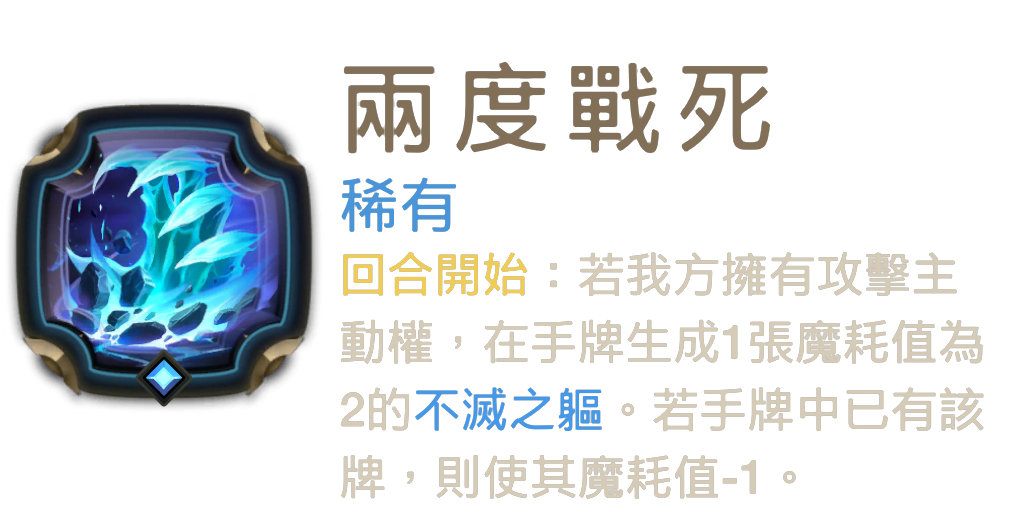 兩度戰死
稀有
回合開始：若我方擁有攻擊主
動權，在手牌生成1張魔耗值為
2的不滅之軀。若手牌中已有該
牌，則使其魔耗值-1。